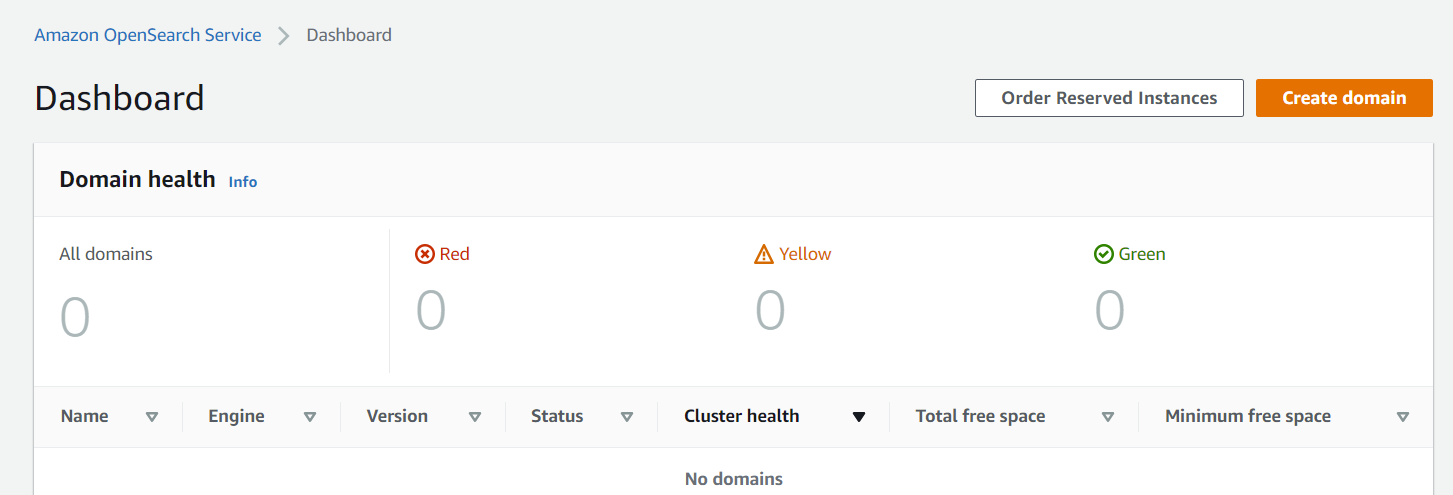 Amazon OpenSearch Service > Dashboard
Dashboard
Order Reserved Instances
Create domain
Domain health Info
All domains
Red
Yellow
Green
0
0
0
0
Name Engine Version Status Cluster health Total free space Minimum free space
No domains